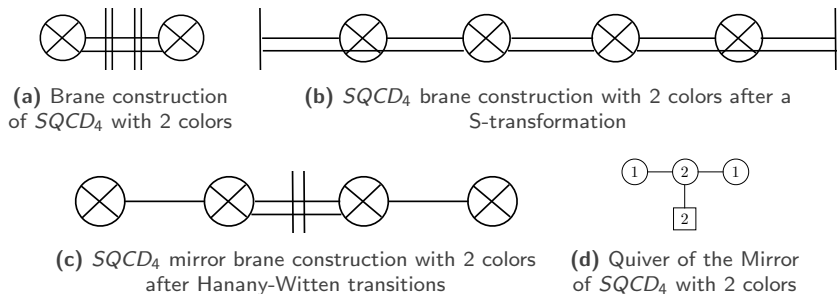 (a) Brane construction
of SQCD₄ with 2 colors
(b) SQCD₄ brane construction with 2 colors after a
S-transformation
(c) SQCD₄ mirror brane construction with 2 colors
after Hanany-Witten transitions
1 2 1
2
(d) Quiver of the Mirror
of SQCD₄ with 2 colors